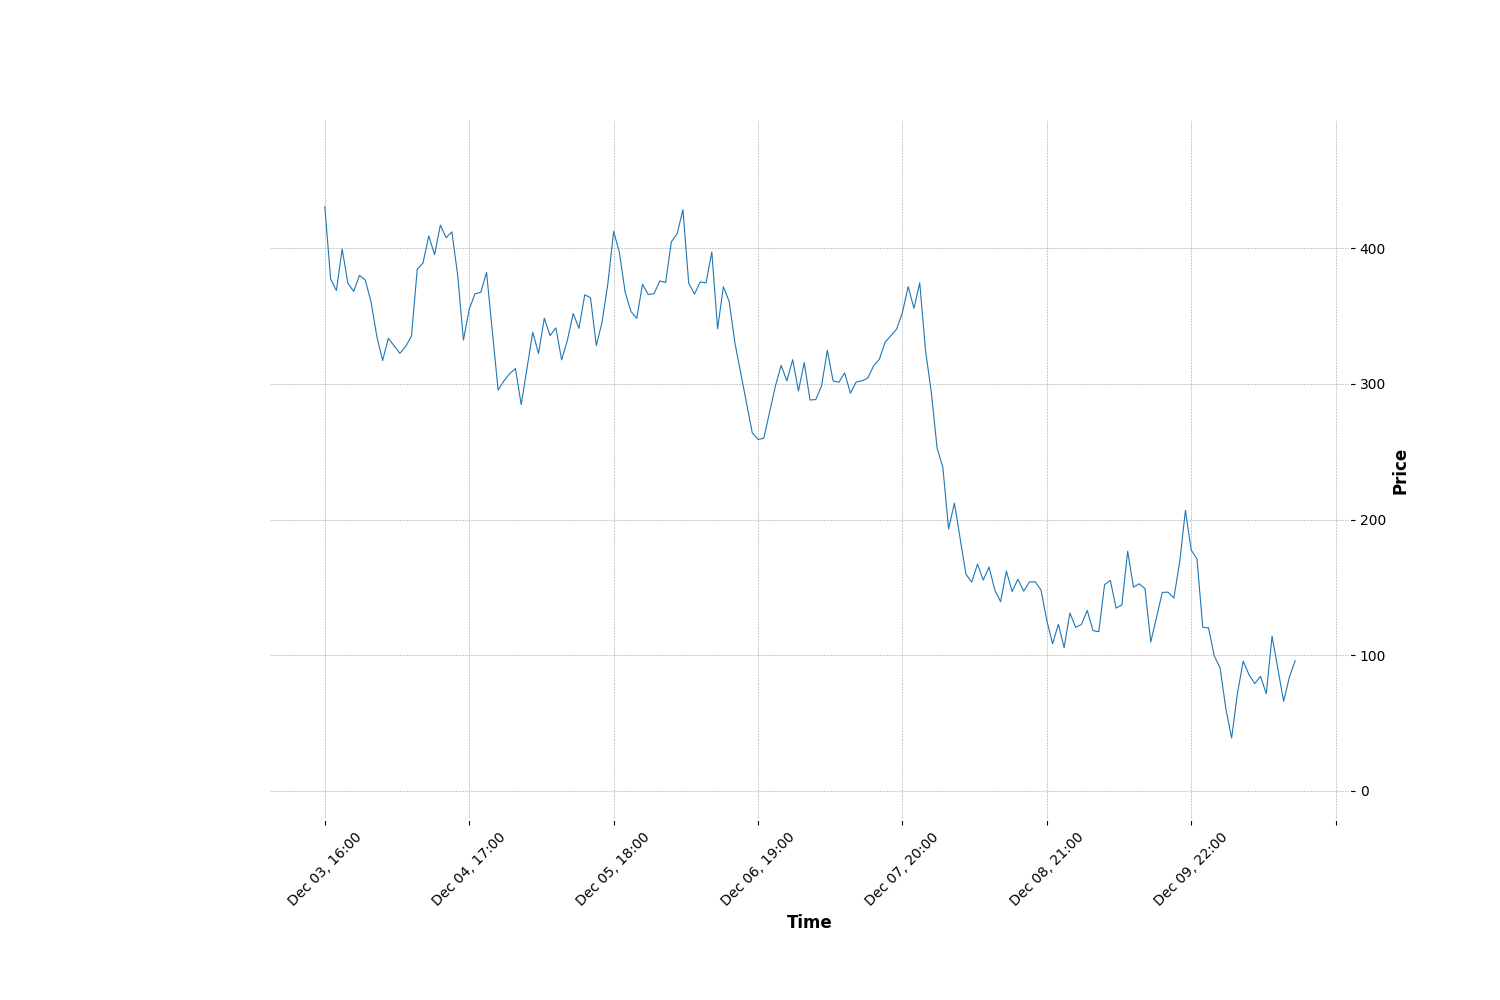 400
300
Price
200
100
0
Dec 03, 16:00
Dec 04, 17:00
Dec 05, 18:00
Dec 06, 19:00
Dec 07, 20:00
Dec 08, 21:00
Dec 09, 22:00
Time